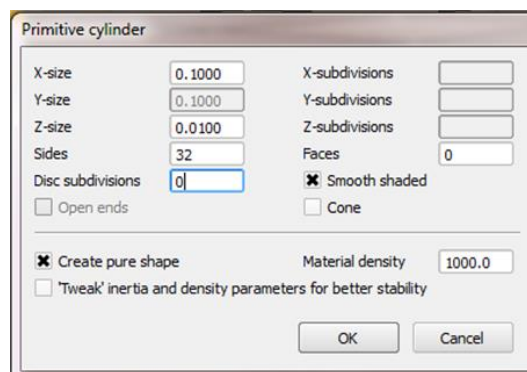 Primitive cylinder
X-size 0.1000 X-subdivisions
Y-size 0.1000 Y-subdivisions
Z-size 0.0100 Z-subdivisions
Sides 32 Faces 0
Disc subdivisions 0 Smooth shaded
Open ends Cone
Create pure shape Material density 1000.0
'Tweak' inertia and density parameters for better stability
OK Cancel